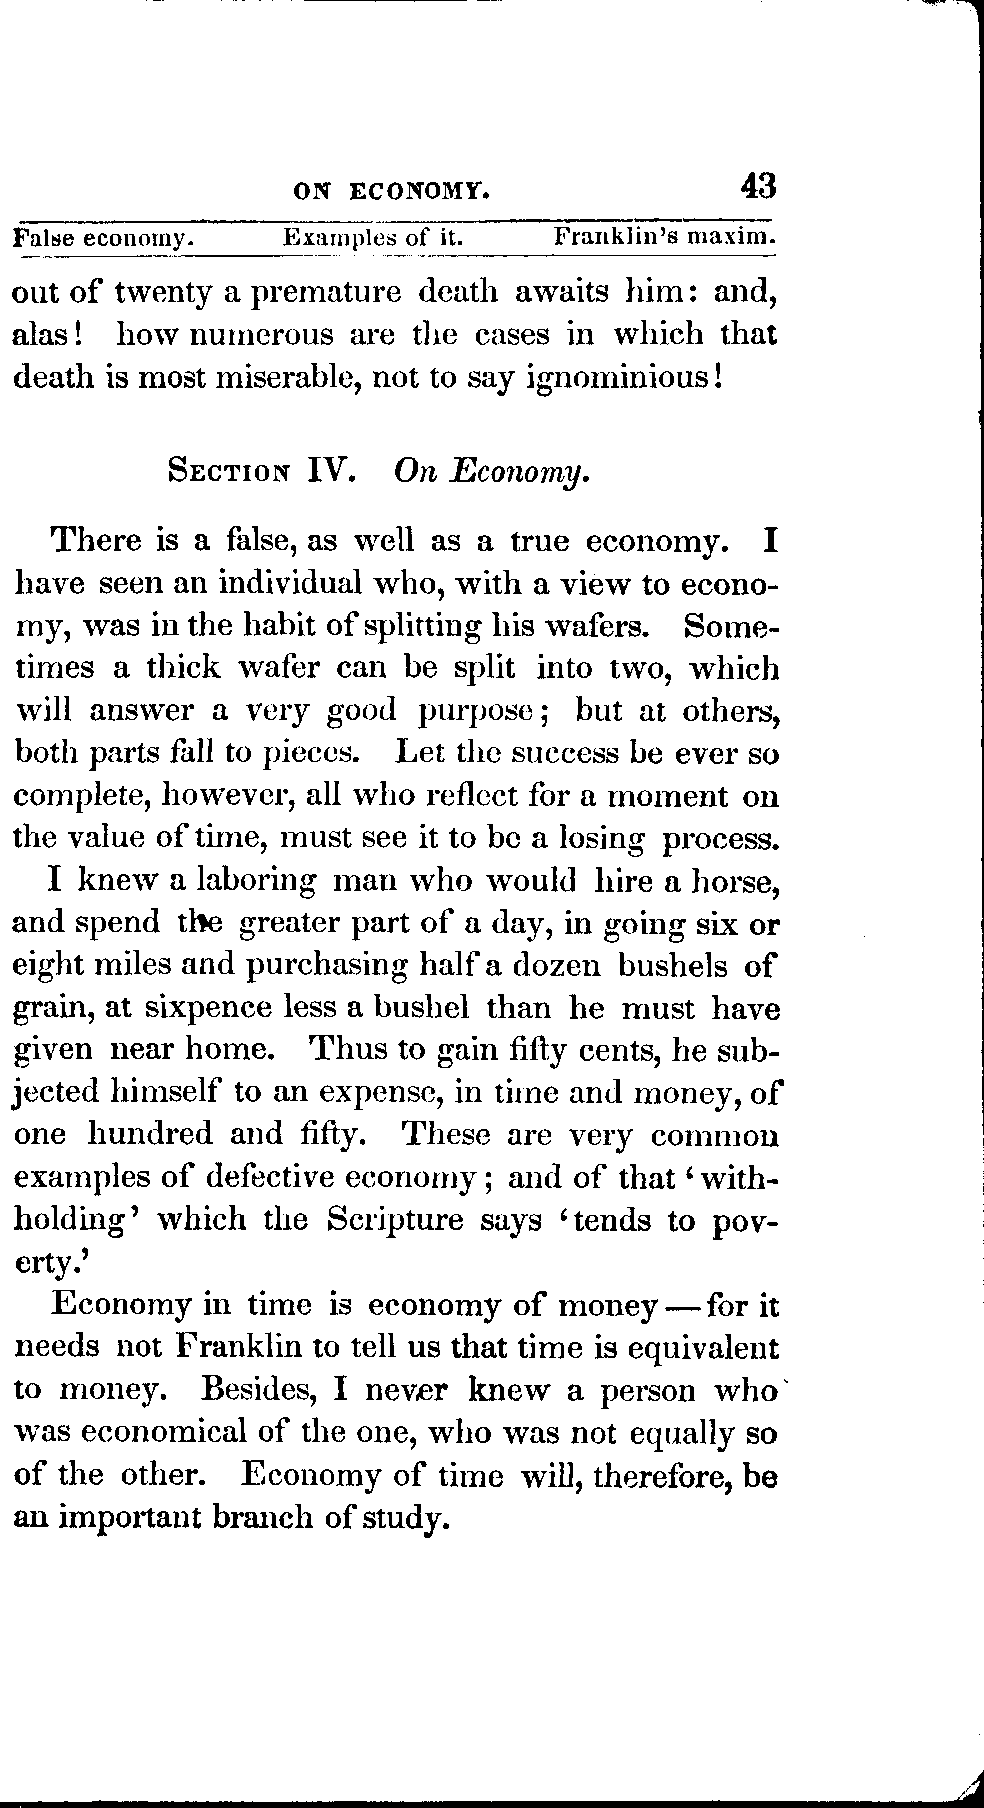 ON ECONOMY. 43
False economy. Examples of it. Franklin's maxim.
out of twenty a premature death awaits him: and,
alas! how numerous are the cases in which that
death is most miserable, not to say ignominious!
SECTION IV. On Economy.
There is a false, as well as a true economy. I
have seen an individual who, with a view to econo-
my, was in the habit of splitting his wafers. Some-
times a thick wafer can be split into two, which
will answer a very good purpose; but at others,
both parts fall to pieces. Let the success be ever so
complete, however, all who reflect for a moment on
the value of time, must see it to be a losing process.
I knew a laboring man who would hire a horse,
and spend the greater part of a day, in going six or
eight miles and purchasing half a dozen bushels of
grain, at sixpence less a bushel than he must have
given near home. Thus to gain fifty cents, he sub-
jected himself to an expense, in time and money, of
one hundred and fifty. These are very common
examples of defective economy; and of that ‘with-
holding’ which the Scripture says ‘tends to pov-
erty.’
Economy in time is economy of money—for it
needs not Franklin to tell us that time is equivalent
to money. Besides, I never knew a person who
was economical of the one, who was not equally so
of the other. Economy of time will, therefore, be
an important branch of study.